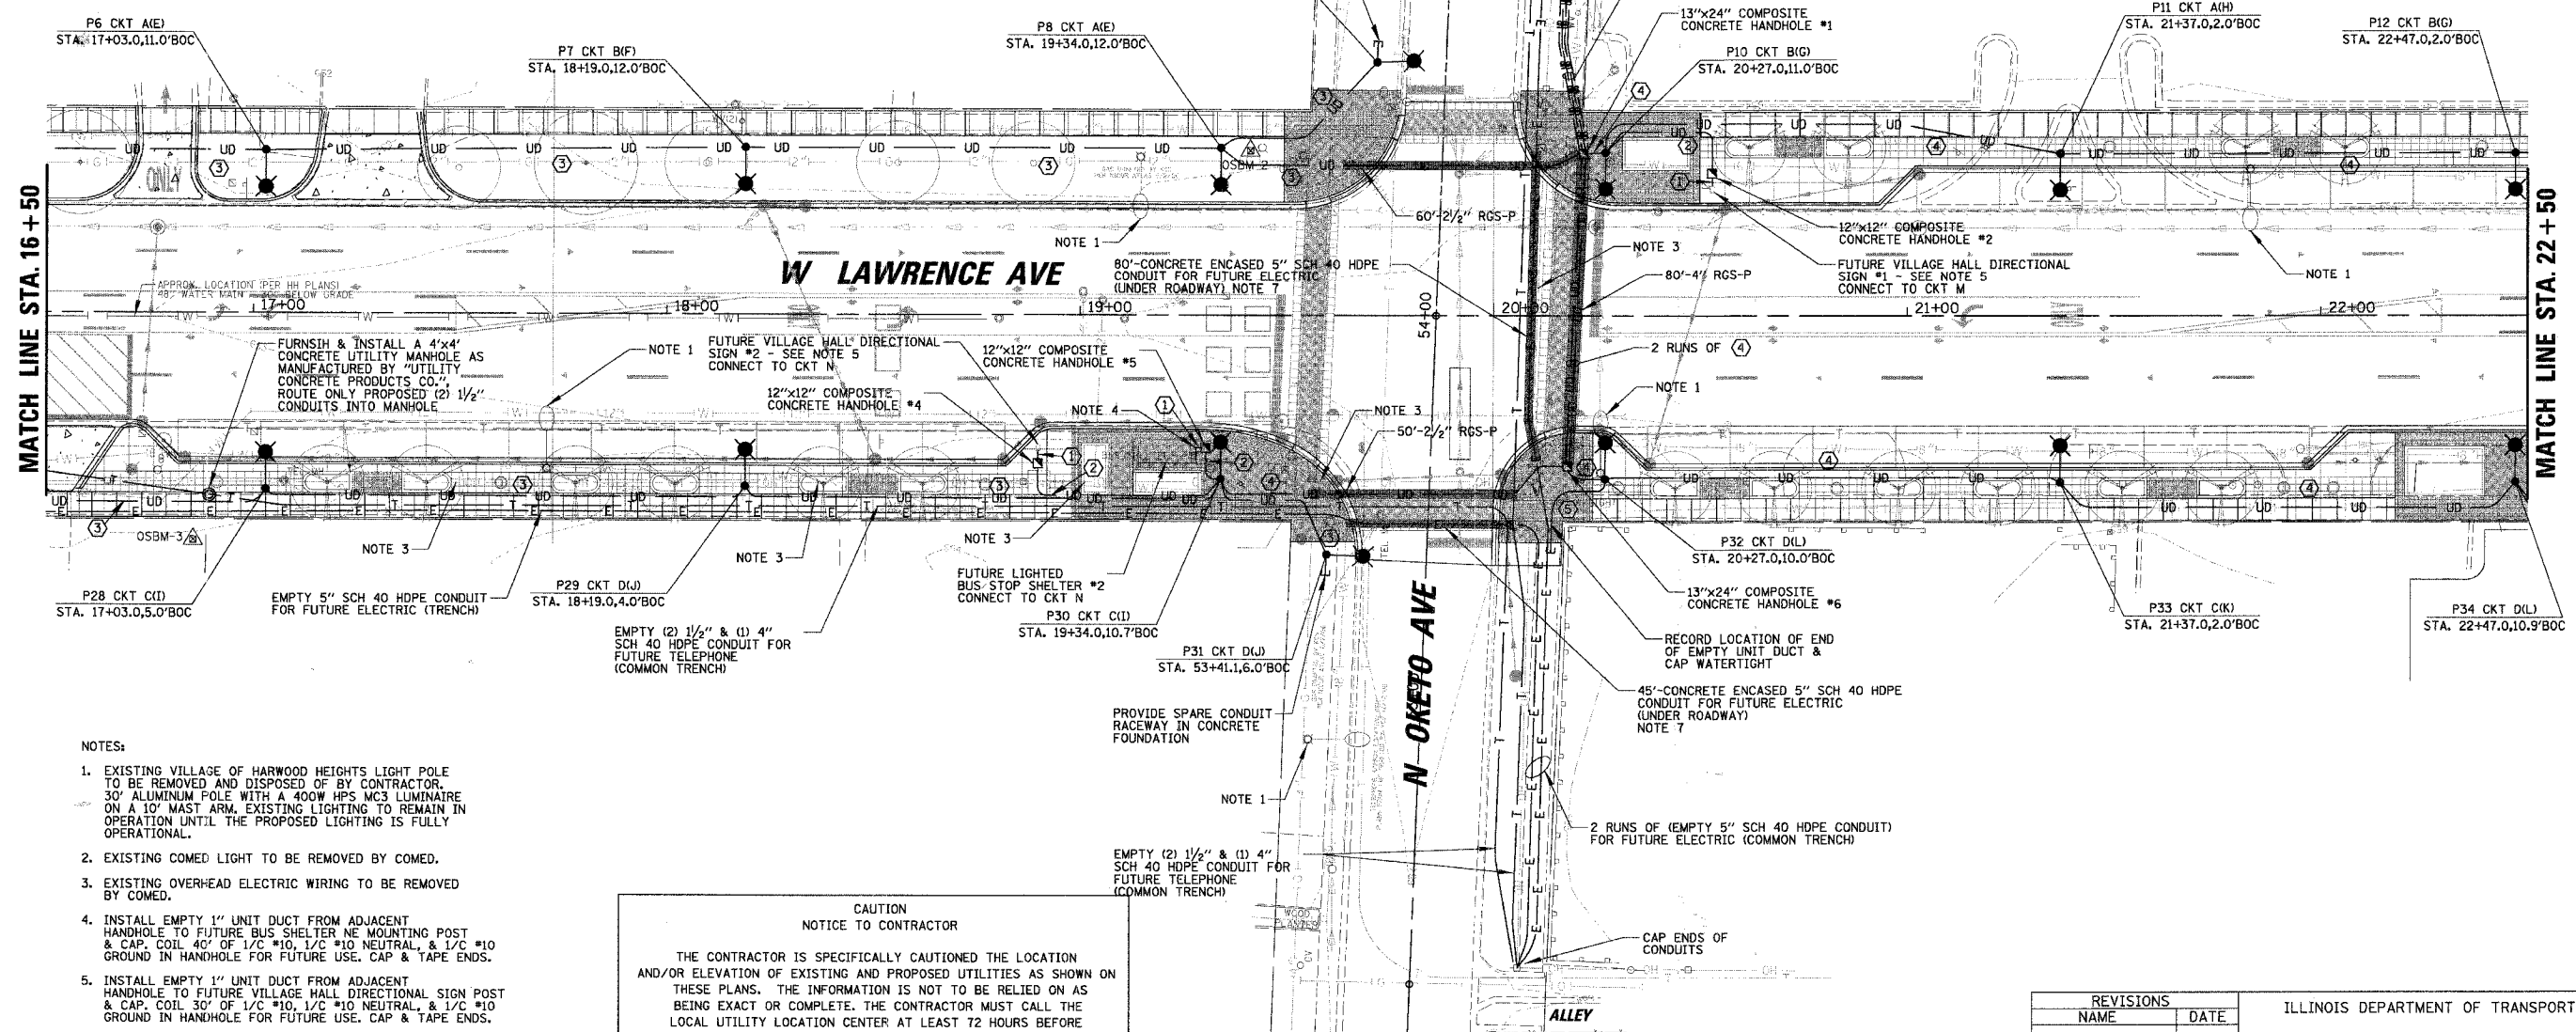 P6 CKT A(E)
STA. 17+03.0,11.0'BOC
P7 CKT B(F)
STA. 18+19.0,12.0'BOC
P8 CKT A(E)
STA. 19+34.0,12.0'BOC
13"x24" COMPOSITE
CONCRETE HANDHOLE #1
P10 CKT B(G)
STA. 20+27.0,11.0'BOC
P11 CKT A(H)
STA. 21+37.0,2.0'BOC
P12 CKT B(G)
STA. 22+47.0,2.0'BOC
MATCH LINE STA. 16+50
MATCH LINE STA. 22+50
ONLY
OSBM-2
60'-2½" RGS-P
NOTE 1
NOTE 3
W LAWRENCE AVE
80'-CONCRETE ENCASED 5" SCH 40 HDPE
CONDUIT FOR FUTURE ELECTRIC
(UNDER ROADWAY) NOTE 7
80'-4" RGS-P
12"x12" COMPOSITE
CONCRETE HANDHOLE #2
FUTURE VILLAGE HALL DIRECTIONAL
SIGN #1 - SEE NOTE 5
CONNECT TO CKT M
NOTE 1
APPROX. LOCATION (PER HH PLANS)
48" WATER MAIN BELOW GRADE
17+00
18+00
19+00
20+00
21+00
22+00
54+00
FURNSIH & INSTALL A 4'x4'
CONCRETE UTILITY MANHOLE AS
MANUFACTURED BY "UTILITY
CONCRETE PRODUCTS CO.",
ROUTE ONLY PROPOSED (2) 1½"
CONDUITS INTO MANHOLE
NOTE 1
FUTURE VILLAGE HALL DIRECTIONAL
SIGN #2 - SEE NOTE 5
CONNECT TO CKT N
12"x12" COMPOSITE
CONCRETE HANDHOLE #5
12"x12" COMPOSITE
CONCRETE HANDHOLE #4
NOTE 4
NOTE 3
50'-2½" RGS-P
2 RUNS OF 4
NOTE 1
OSBM-3
NOTE 3
NOTE 3
NOTE 3
P28 CKT C(I)
STA. 17+03.0,5.0'BOC
EMPTY 5" SCH 40 HDPE CONDUIT
FOR FUTURE ELECTRIC (TRENCH)
P29 CKT D(J)
STA. 18+19.0,4.0'BOC
EMPTY (2) 1½" & (1) 4"
SCH 40 HDPE CONDUIT FOR
FUTURE TELEPHONE
(COMMON TRENCH)
FUTURE LIGHTED
BUS STOP SHELTER #2
CONNECT TO CKT N
P30 CKT C(I)
STA. 19+34.0,10.7'BOC
P31 CKT D(J)
STA. 53+41.1,6.0'BOC
P32 CKT D(L)
STA. 20+27.0,10.0'BOC
13"x24" COMPOSITE
CONCRETE HANDHOLE #6
P33 CKT C(K)
STA. 21+37.0,2.0'BOC
P34 CKT D(L)
STA. 22+47.0,10.9'BOC
RECORD LOCATION OF END
OF EMPTY UNIT DUCT &
CAP WATERTIGHT
N OKETO AVE
PROVIDE SPARE CONDUIT
RACEWAY IN CONCRETE
FOUNDATION
45'-CONCRETE ENCASED 5" SCH 40 HDPE
CONDUIT FOR FUTURE ELECTRIC
(UNDER ROADWAY)
NOTE 7
NOTE 1
2 RUNS OF (EMPTY 5" SCH 40 HDPE CONDUIT)
FOR FUTURE ELECTRIC (COMMON TRENCH)
EMPTY (2) 1½" & (1) 4"
SCH 40 HDPE CONDUIT FOR
FUTURE TELEPHONE
(COMMON TRENCH)
WOOD
PLANTER
CAP ENDS OF
CONDUITS
ALLEY
NOTES:
1. EXISTING VILLAGE OF HARWOOD HEIGHTS LIGHT POLE
TO BE REMOVED AND DISPOSED OF BY CONTRACTOR.
30' ALUMINUM POLE WITH A 400W HPS MC3 LUMINAIRE
ON A 10' MAST ARM. EXISTING LIGHTING TO REMAIN IN
OPERATION UNTIL THE PROPOSED LIGHTING IS FULLY
OPERATIONAL.
2. EXISTING COMED LIGHT TO BE REMOVED BY COMED.
3. EXISTING OVERHEAD ELECTRIC WIRING TO BE REMOVED
BY COMED.
4. INSTALL EMPTY 1" UNIT DUCT FROM ADJACENT
HANDHOLE TO FUTURE BUS SHELTER NE MOUNTING POST
& CAP. COIL 40' OF 1/C #10, 1/C #10 NEUTRAL, & 1/C #10
GROUND IN HANDHOLE FOR FUTURE USE. CAP & TAPE ENDS.
5. INSTALL EMPTY 1" UNIT DUCT FROM ADJACENT
HANDHOLE TO FUTURE VILLAGE HALL DIRECTIONAL SIGN POST
& CAP. COIL 30' OF 1/C #10, 1/C #10 NEUTRAL, & 1/C #10
GROUND IN HANDHOLE FOR FUTURE USE. CAP & TAPE ENDS.
CAUTION
NOTICE TO CONTRACTOR
THE CONTRACTOR IS SPECIFICALLY CAUTIONED THE LOCATION
AND/OR ELEVATION OF EXISTING AND PROPOSED UTILITIES AS SHOWN ON
THESE PLANS. THE INFORMATION IS NOT TO BE RELIED ON AS
BEING EXACT OR COMPLETE. THE CONTRACTOR MUST CALL THE
LOCAL UTILITY LOCATION CENTER AT LEAST 72 HOURS BEFORE
REVISIONS
NAME DATE
ILLINOIS DEPARTMENT OF TRANSPORT